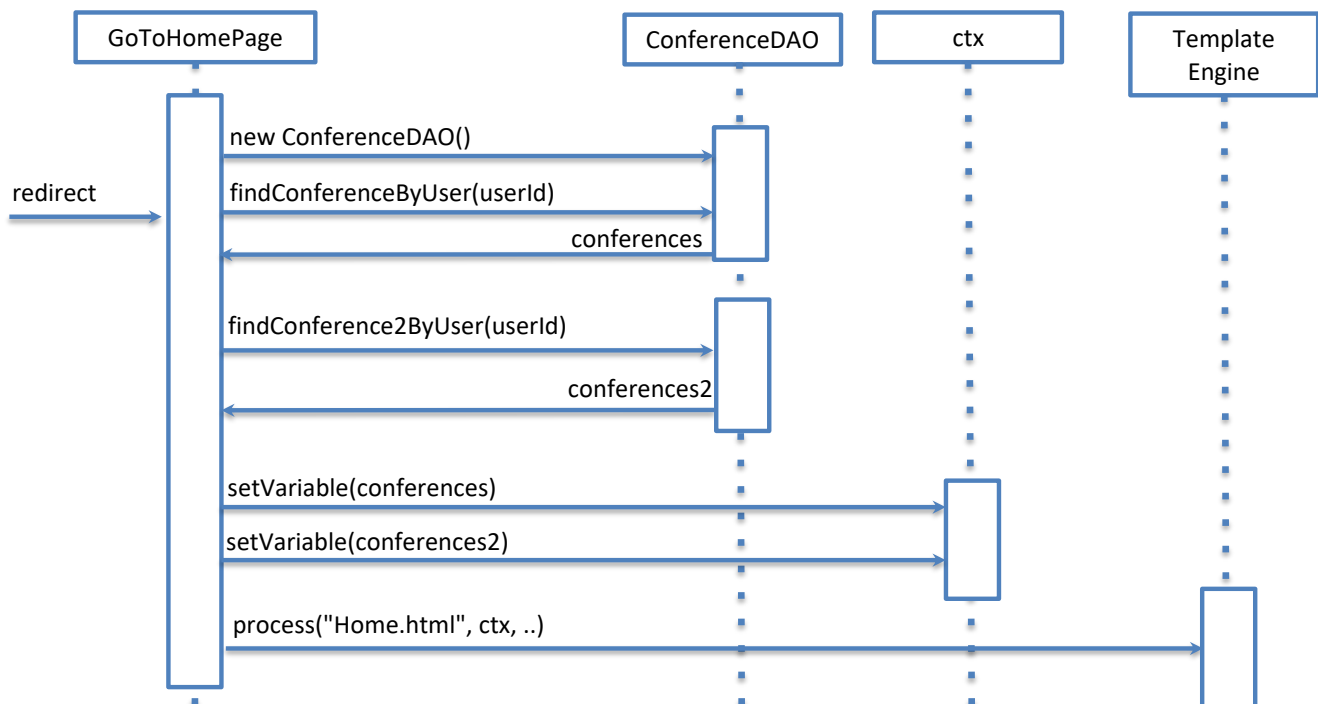 GoToHomePage
ConferenceDAO
ctx
Template
Engine
new ConferenceDAO()
redirect
findConferenceByUser(userId)
conferences
findConference2ByUser(userId)
conferences2
setVariable(conferences)
setVariable(conferences2)
process("Home.html", ctx, ..)